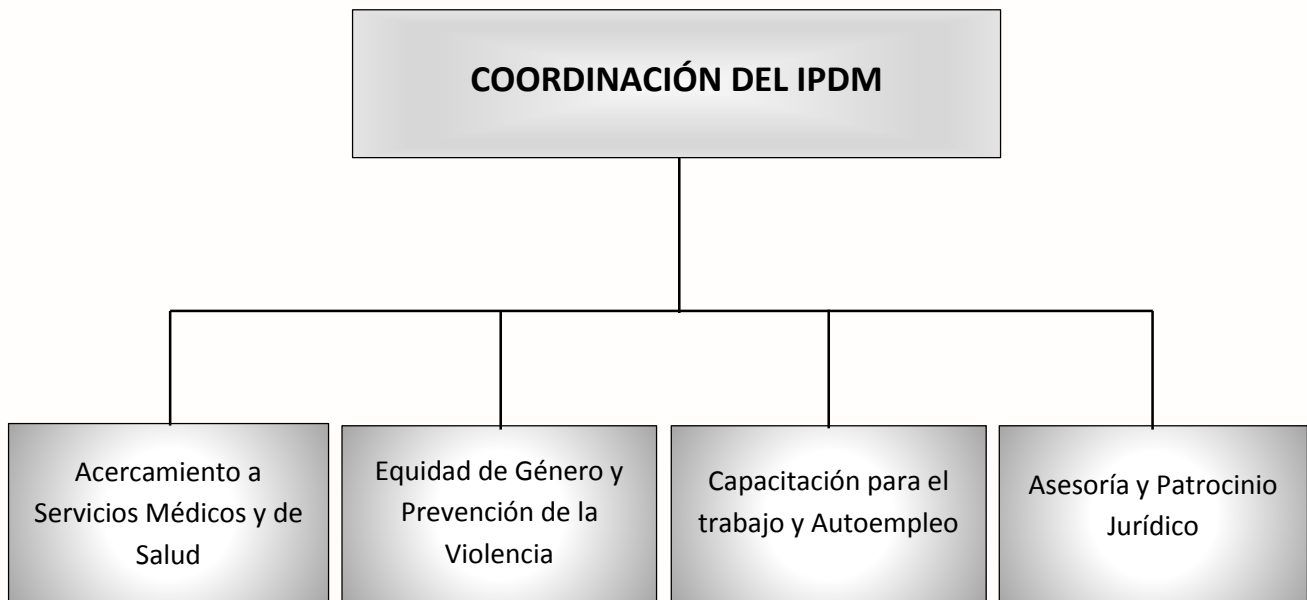 COORDINACIÓN DEL IPDM
Acercamiento a
Servicios Médicos y de
Salud
Equidad de Género y
Prevención de la
Violencia
Capacitación para el
trabajo y Autoempleo
Asesoría y Patrocinio
Jurídico